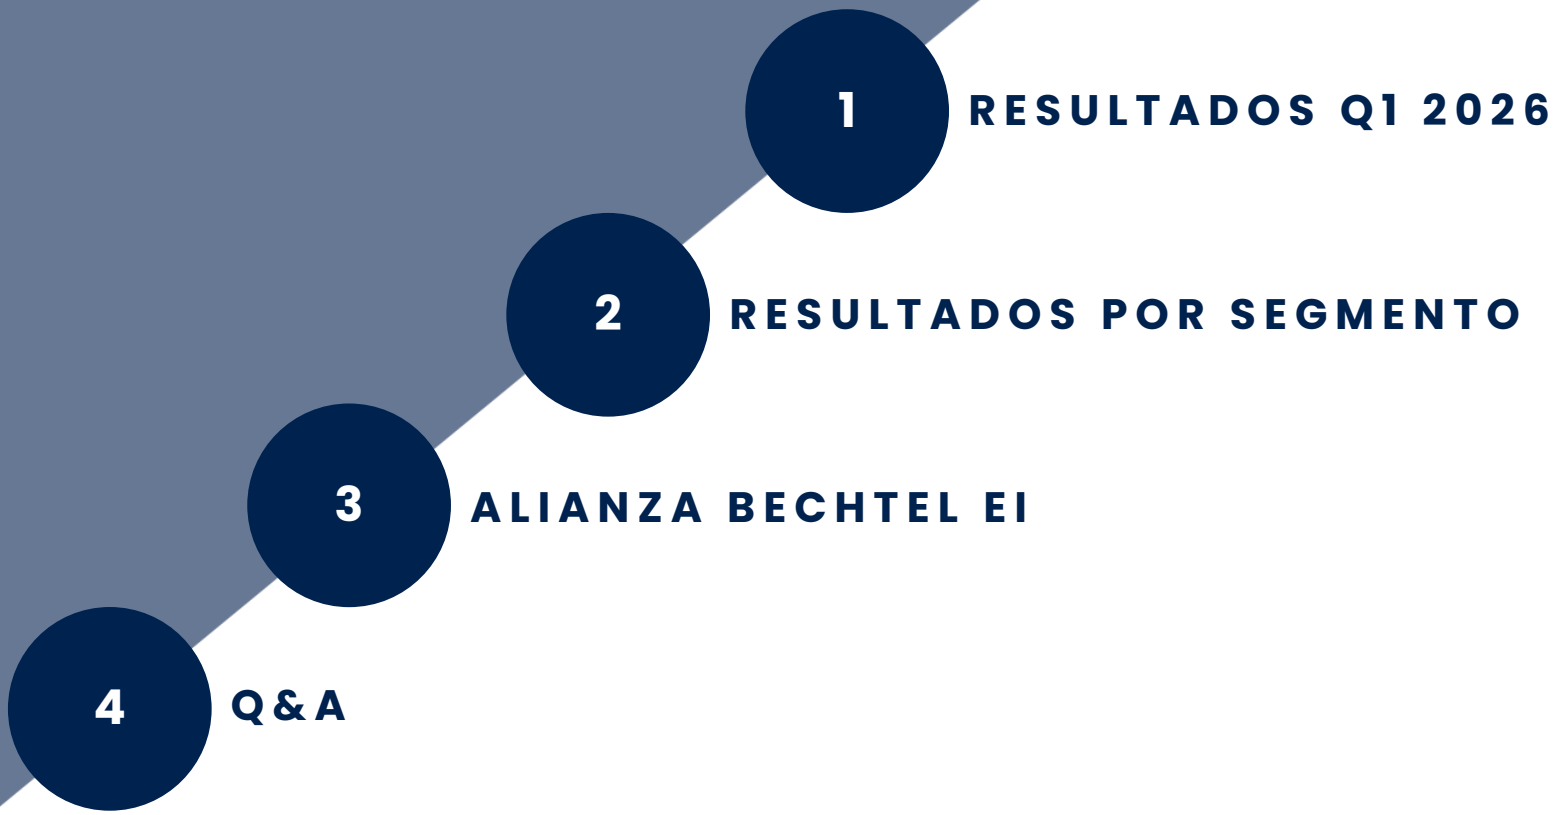 1 RESULTADOS Q1 2026
2 RESULTADOS POR SEGMENTO
3 ALIANZA BECHTEL EI
4 Q&A